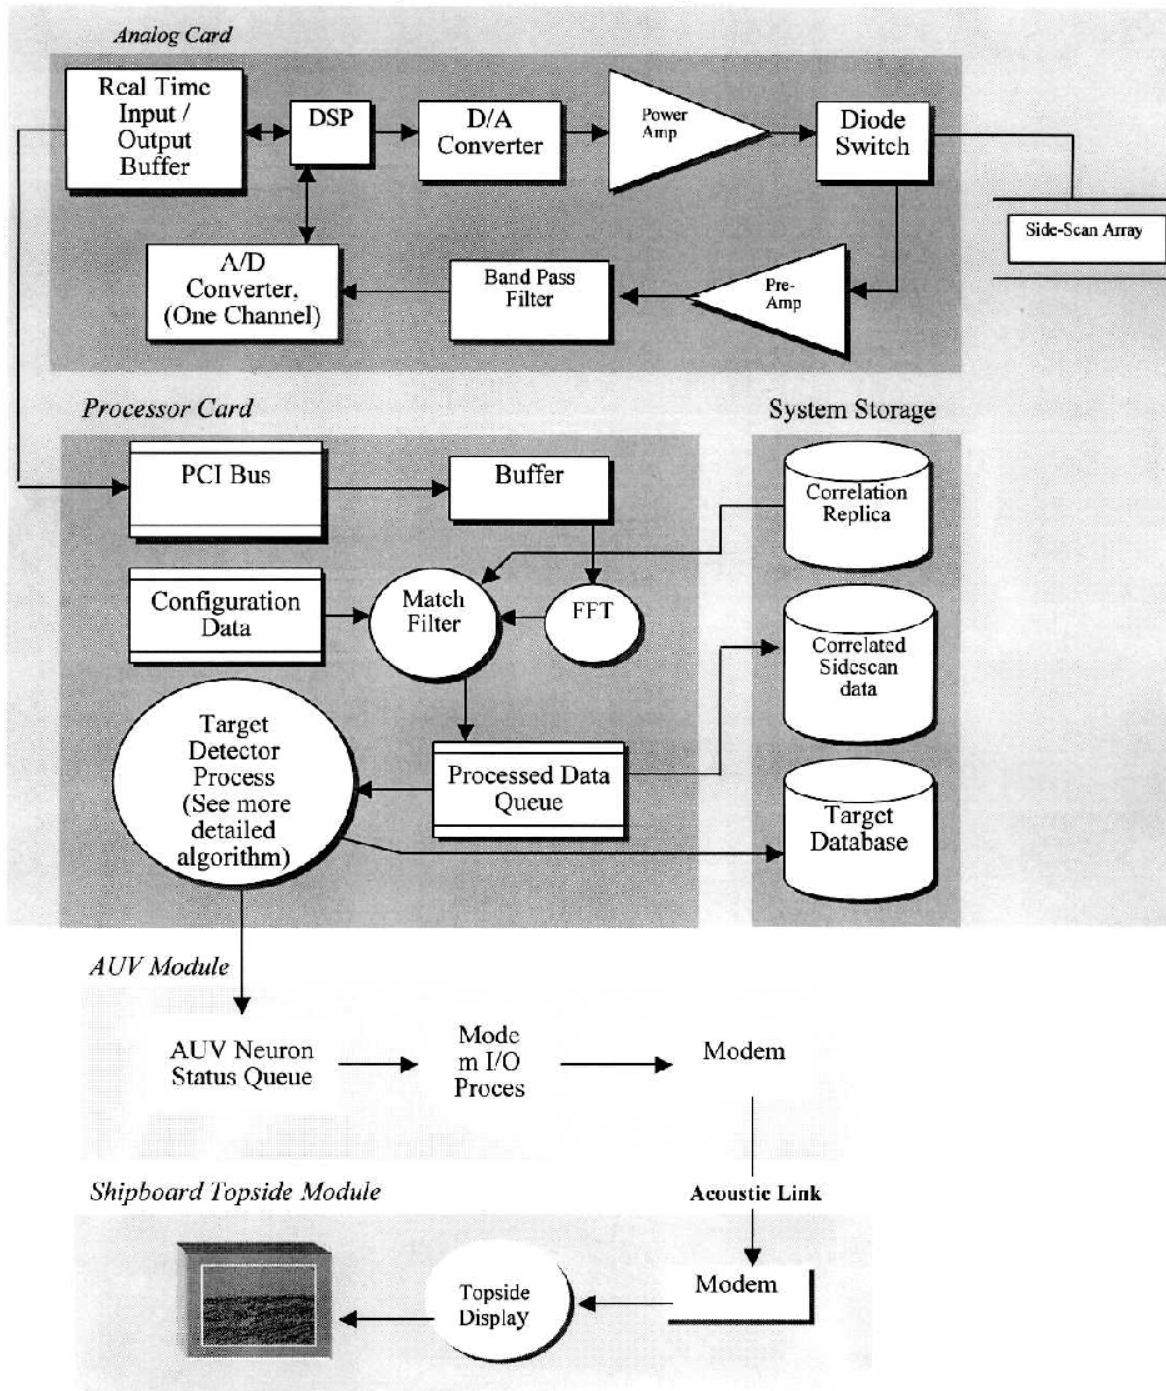 Analog Card
Real Time
Input /
Output
Buffer
DSP
D/A
Converter
Power
Amp
Diode
Switch
Side-Scan Array
A/D
Converter,
(One Channel)
Band Pass
Filter
Pre-
Amp
Processor Card
System Storage
PCI Bus
Buffer
Correlation
Replica
Configuration
Data
Match
Filter
FFT
Correlated
Sidescan
data
Target
Detector
Process
(See more
detailed
algorithm)
Processed Data
Queue
Target
Database
AUV Module
AUV Neuron
Status Queue
Mode
m I/O
Proces
Modem
Acoustic Link
Shipboard Topside Module
Topside
Display
Modem